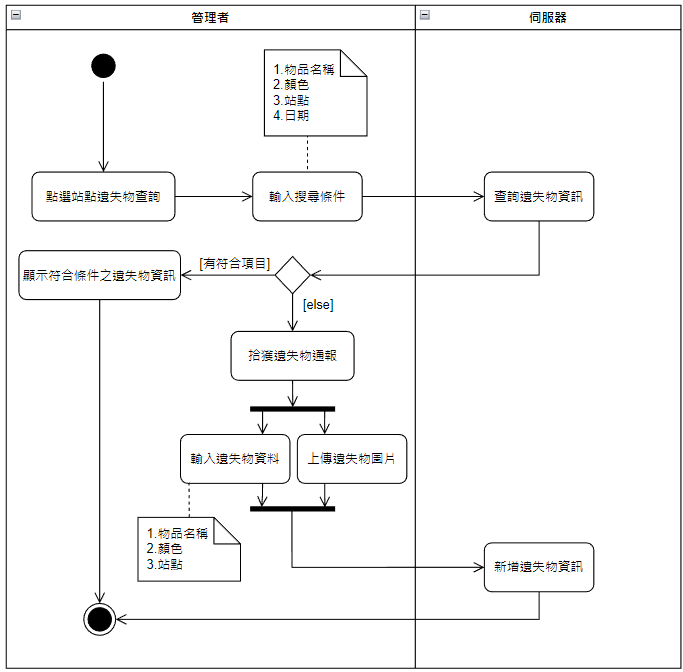 管理者
伺服器
1.物品名稱
2.顏色
3.站點
4.日期
點選站點遺失物查詢
輸入搜尋條件
查詢遺失物資訊
顯示符合條件之遺失物資訊
[有符合項目]
[else]
拾獲遺失物通報
輸入遺失物資料
上傳遺失物圖片
1.物品名稱
2.顏色
3.站點
新增遺失物資訊